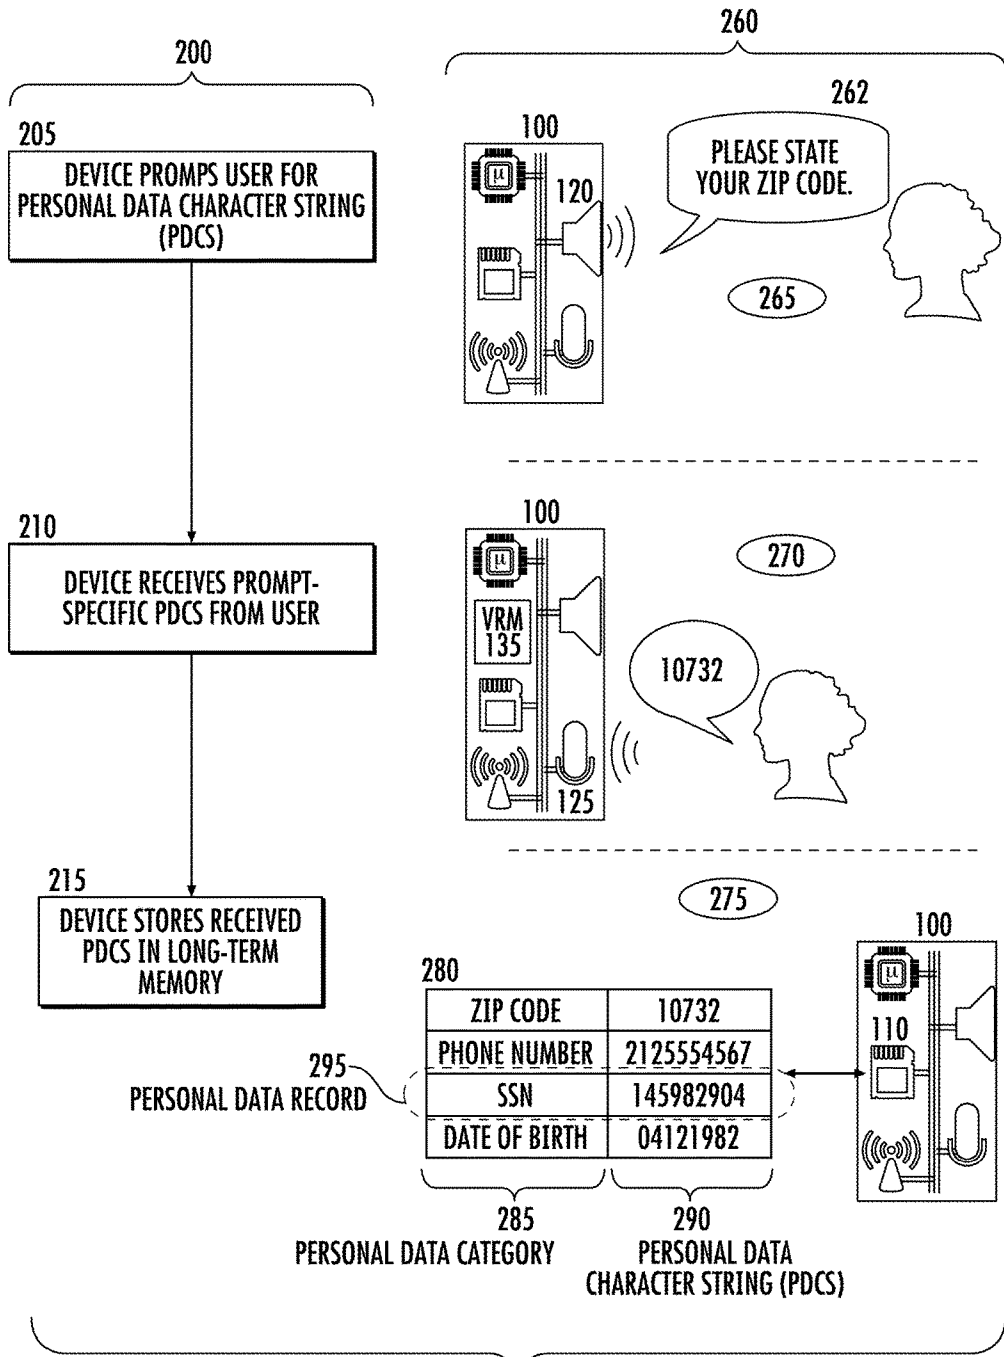 200
260
205
DEVICE PROMPS USER FOR
PERSONAL DATA CHARACTER STRING
(PDCS)
100
μ
120
262
PLEASE STATE
YOUR ZIP CODE.
265
210
DEVICE RECEIVES PROMPT-
SPECIFIC PDCS FROM USER
100
μ
VRM
135
125
270
10732
215
DEVICE STORES RECEIVED
PDCS IN LONG-TERM
MEMORY
275
100
μ
110
280
ZIP CODE 10732
PHONE NUMBER 2125554567
SSN 145982904
DATE OF BIRTH 04121982
295
PERSONAL DATA RECORD
285
PERSONAL DATA CATEGORY
290
PERSONAL DATA
CHARACTER STRING (PDCS)